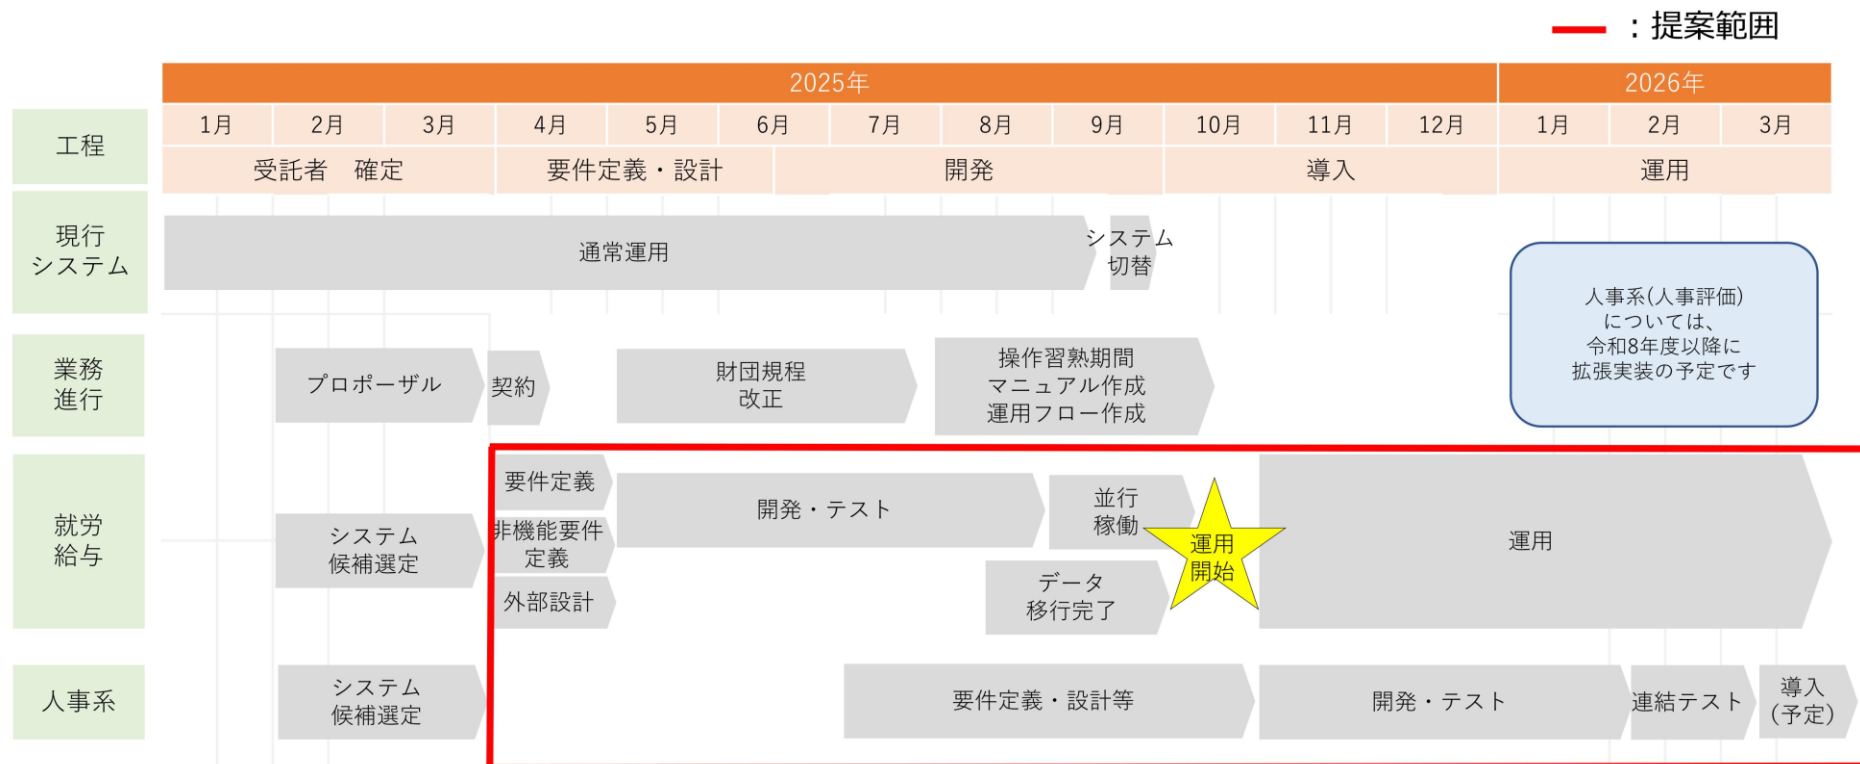 ：提案範囲
2025年
2026年
工程
1月
2月
3月
4月
5月
6月
7月
8月
9月
10月
11月
12月
1月
2月
3月
受託者　確定
要件定義・設計
開発
導入
運用
現行
システム
通常運用
システム
切替
人事系(人事評価)
については、
令和8年度以降に
拡張実装の予定です
業務
進行
プロポーザル
契約
財団規程
改正
操作習熟期間
マニュアル作成
運用フロー作成
就労
給与
システム
候補選定
要件定義
非機能要件
定義
外部設計
開発・テスト
並行
稼働
データ
移行完了
運用
開始
運用
人事系
システム
候補選定
要件定義・設計等
開発・テスト
連結テスト
導入
(予定)